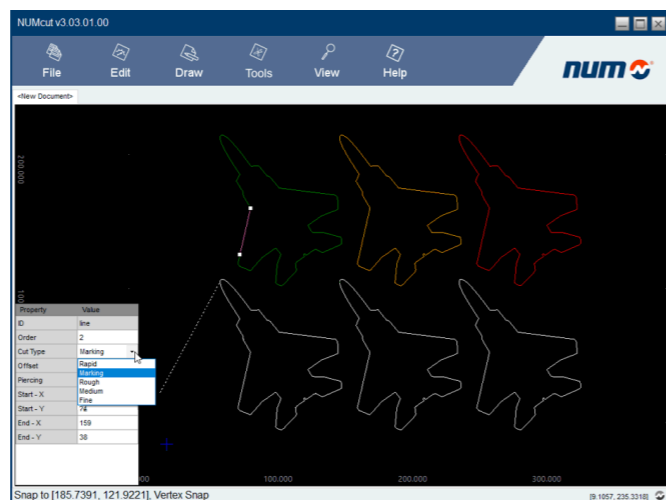 NUMcut v3.03.01.00
File Edit Draw Tools View Help
num
<New Document>
200.000
100
Property Value
ID line
Order 2
Cut Type Marking
Offset Rapid
Marking
Piercing Rough
Start - X Medium
Fine
Start - Y
End - X 159
End - Y 38
00 100.000 200.000 300.000
Snap to [185.7391, 121.9221], Vertex Snap [9.1057, 235.3318]